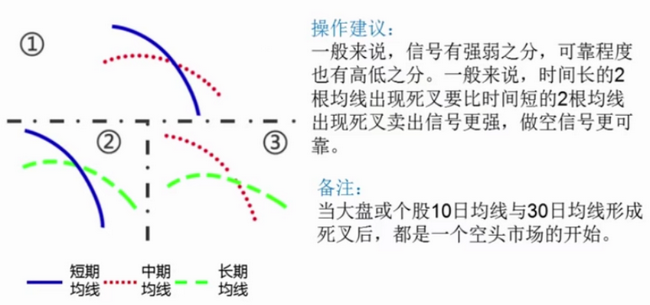 ①
②
③
短期
均线
中期
均线
长期
均线
操作建议：
一般来说，信号有强弱之分，可靠程度
也有高低之分。一般来说，时间长的2
根均线出现死叉要比时间短的2根均线
出现死叉卖出信号更强，做空信号更可
靠。
备注：
当大盘或个股10日均线与30日均线形成
死叉后，都是一个空头市场的开始。